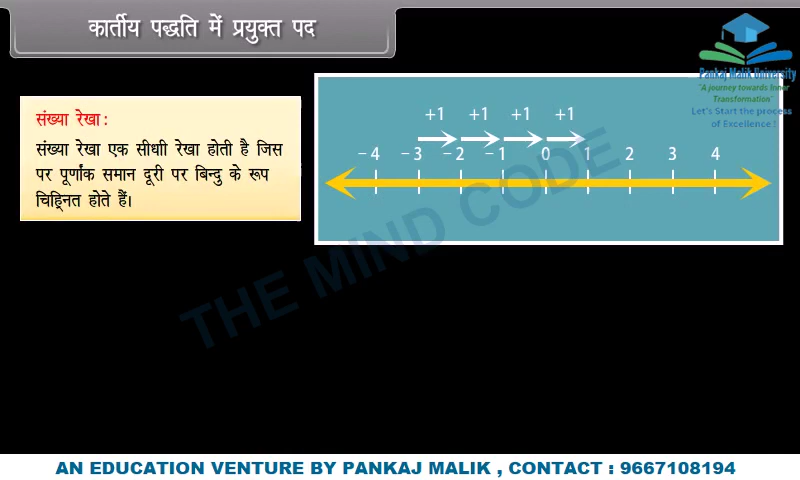 कार्तीय पद्धति में प्रयुक्त पद
Pankaj Malik University
"A journey towards Inner
Transformation"
Let's Start the process
of Excellence !
संख्या रेखा :
संख्या रेखा एक सीधी रेखा होती है जिस
पर पूर्णांक समान दूरी पर बिन्दु के रूप
चिह्नित होते हैं।
+1 +1 +1 +1
−4 −3 −2 −1 0 1 2 3 4
THE MIND CODE
AN EDUCATION VENTURE BY PANKAJ MALIK , CONTACT : 9667108194